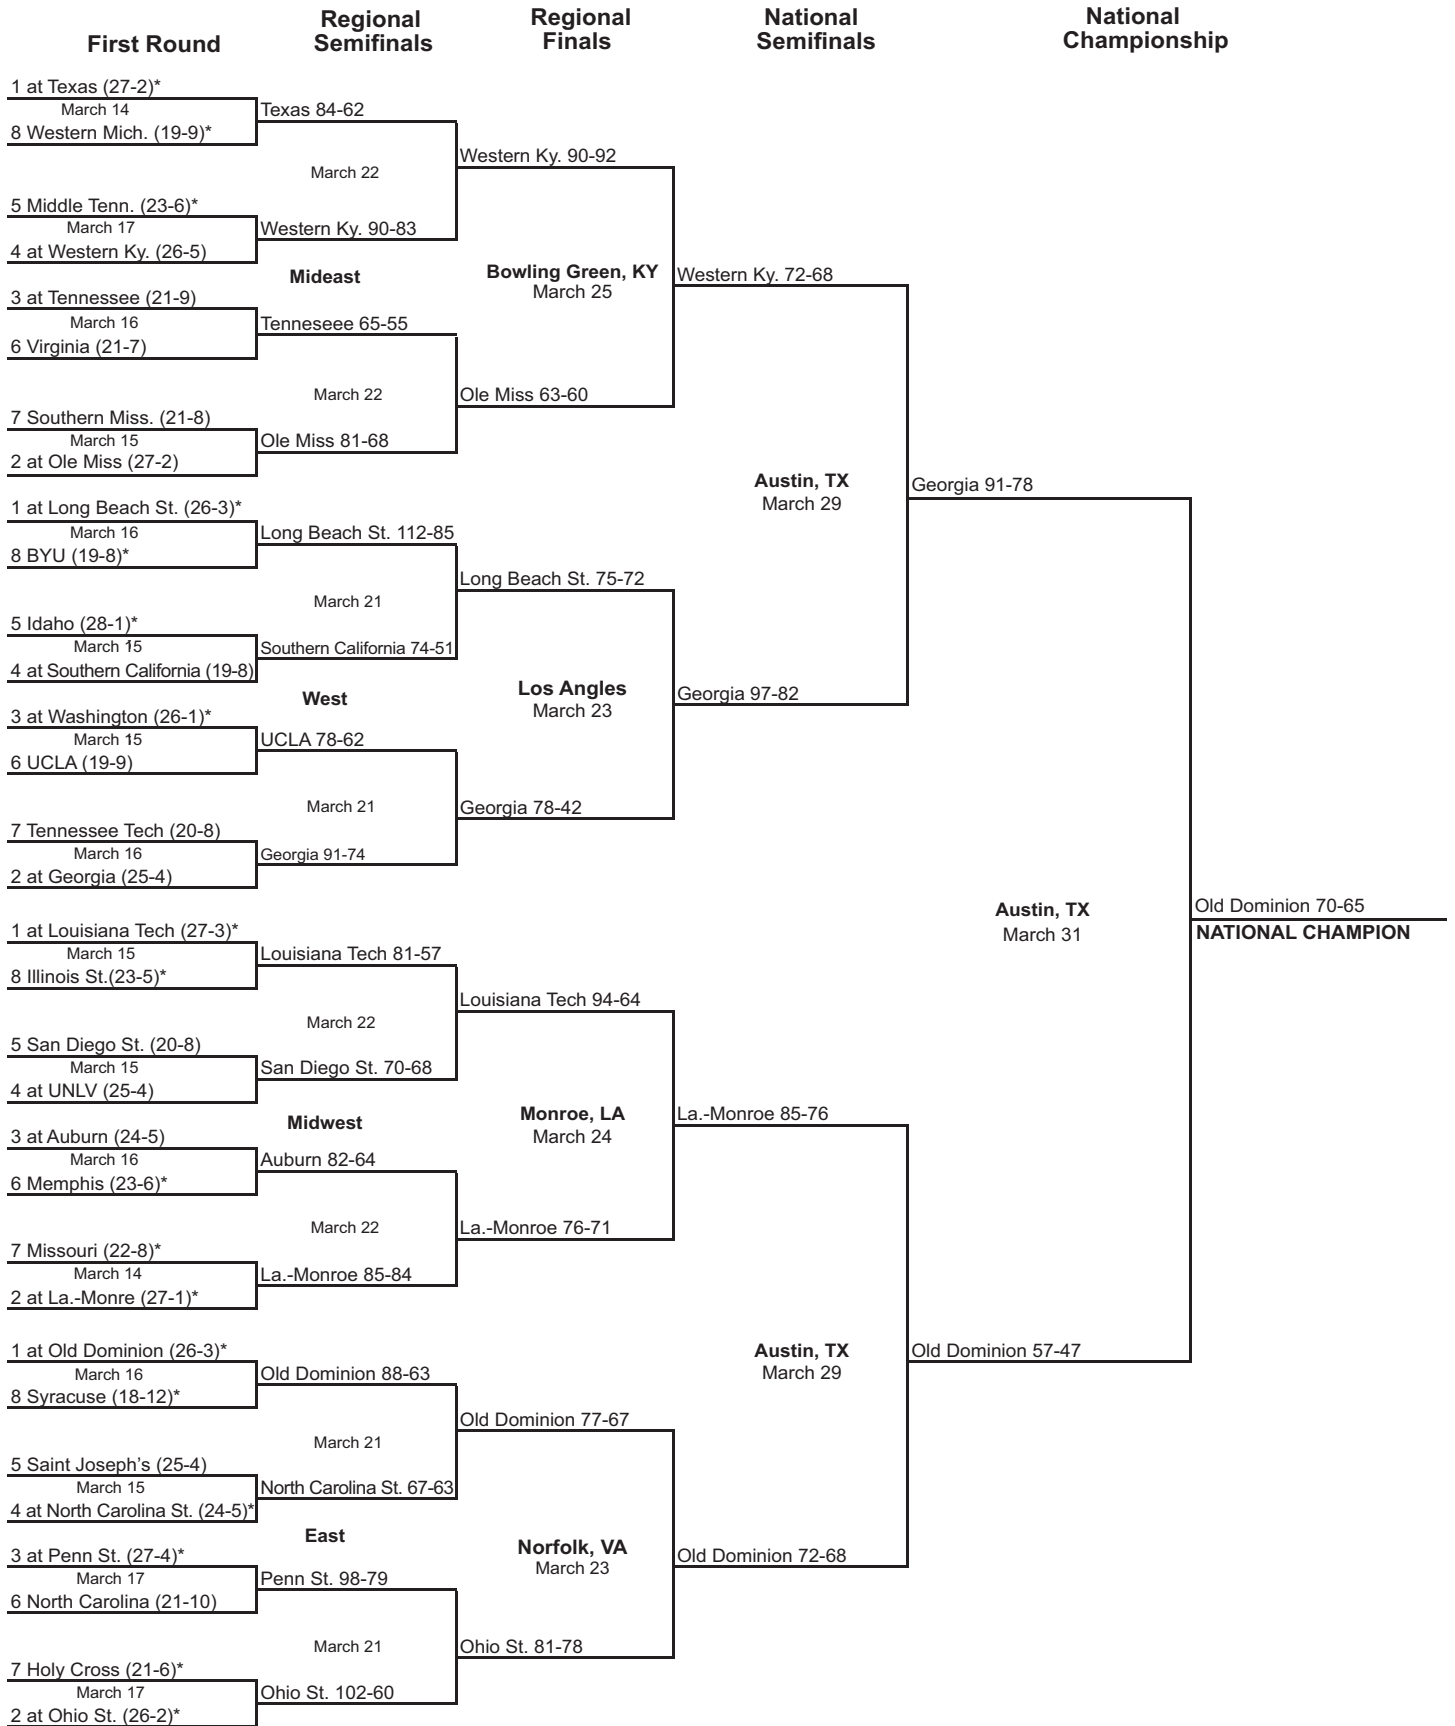 First Round
Regional
Semifinals
Regional
Finals
National
Semifinals
National
Championship
1 at Texas (27-2)*
March 14
8 Western Mich. (19-9)*
Texas 84-62
March 22
Western Ky. 90-92
5 Middle Tenn. (23-6)*
March 17
4 at Western Ky. (26-5)
Western Ky. 90-83
Mideast
Bowling Green, KY
March 25
Western Ky. 72-68
3 at Tennessee (21-9)
March 16
6 Virginia (21-7)
Tenneseee 65-55
March 22
Ole Miss 63-60
7 Southern Miss. (21-8)
March 15
2 at Ole Miss (27-2)
Ole Miss 81-68
Austin, TX
March 29
Georgia 91-78
1 at Long Beach St. (26-3)*
March 16
8 BYU (19-8)*
Long Beach St. 112-85
March 21
Long Beach St. 75-72
5 Idaho (28-1)*
March 15
4 at Southern California (19-8)
Southern California 74-51
West
Los Angles
March 23
Georgia 97-82
3 at Washington (26-1)*
March 15
6 UCLA (19-9)
UCLA 78-62
March 21
Georgia 78-42
7 Tennessee Tech (20-8)
March 16
2 at Georgia (25-4)
Georgia 91-74
Austin, TX
March 31
Old Dominion 70-65
NATIONAL CHAMPION
1 at Louisiana Tech (27-3)*
March 15
8 Illinois St.(23-5)*
Louisiana Tech 81-57
March 22
Louisiana Tech 94-64
5 San Diego St. (20-8)
March 15
4 at UNLV (25-4)
San Diego St. 70-68
Midwest
Monroe, LA
March 24
La.-Monroe 85-76
3 at Auburn (24-5)
March 16
6 Memphis (23-6)*
Auburn 82-64
March 22
La.-Monroe 76-71
7 Missouri (22-8)*
March 14
2 at La.-Monre (27-1)*
La.-Monroe 85-84
Austin, TX
March 29
Old Dominion 57-47
1 at Old Dominion (26-3)*
March 16
8 Syracuse (18-12)*
Old Dominion 88-63
March 21
Old Dominion 77-67
5 Saint Joseph's (25-4)
March 15
4 at North Carolina St. (24-5)*
North Carolina St. 67-63
East
Norfolk, VA
March 23
Old Dominion 72-68
3 at Penn St. (27-4)*
March 17
6 North Carolina (21-10)
Penn St. 98-79
March 21
Ohio St. 81-78
7 Holy Cross (21-6)*
March 17
2 at Ohio St. (26-2)*
Ohio St. 102-60